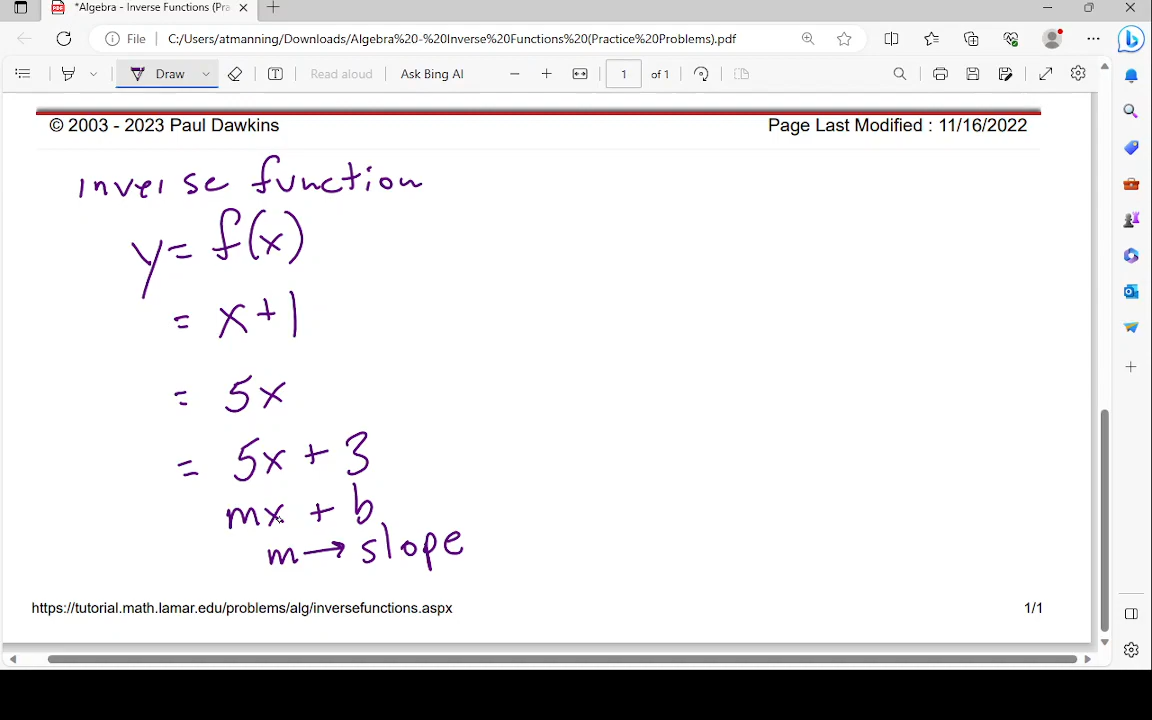 *Algebra - Inverse Functions (Pra
File
C:/Users/atmanning/Downloads/Algebra%20-%20Inverse%20Functions%20(Practice%20Problems).pdf
Draw
Read aloud
Ask Bing AI
1
of 1
© 2003 - 2023 Paul Dawkins
Page Last Modified : 11/16/2022
inverse function
y = f(x)
= x+1
= 5x
= 5x + 3
mx + b
m → slope
https://tutorial.math.lamar.edu/problems/alg/inversefunctions.aspx
1/1